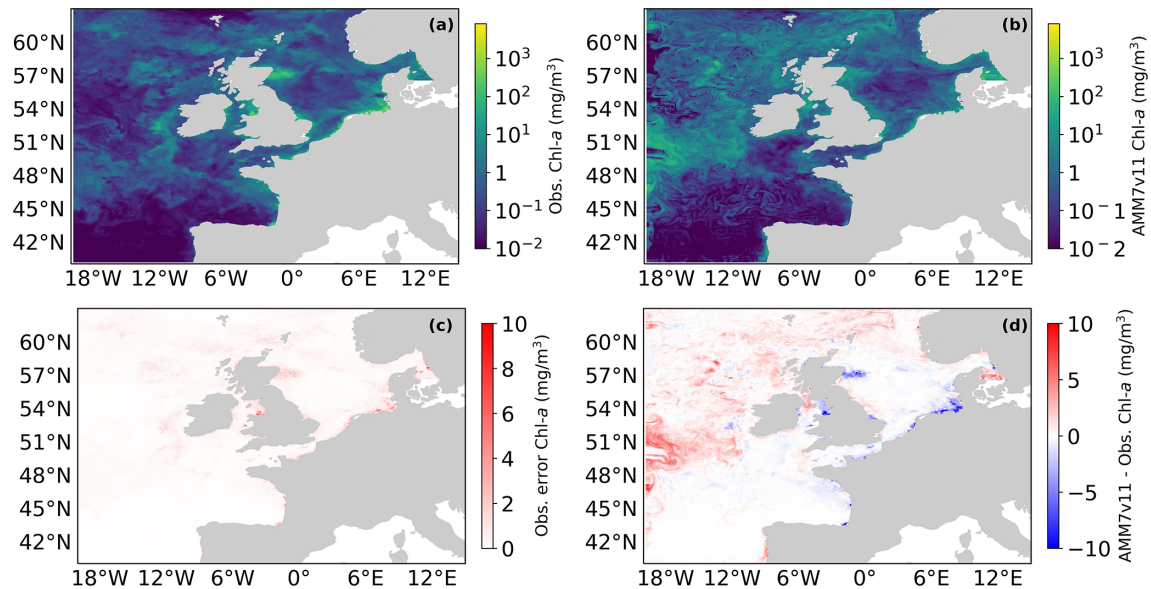 (a)
60°N
57°N
54°N
51°N
48°N
45°N
42°N
18°W 12°W 6°W 0° 6°E 12°E
10³
10²
10¹
1
10⁻¹
10⁻²
Obs. Chl-a (mg/m³)
(b)
60°N
57°N
54°N
51°N
48°N
45°N
42°N
18°W 12°W 6°W 0° 6°E 12°E
10³
10²
10¹
1
10⁻¹
10⁻²
AMM7v11 Chl-a (mg/m³)
(c)
60°N
57°N
54°N
51°N
48°N
45°N
42°N
18°W 12°W 6°W 0° 6°E 12°E
10
8
6
4
2
0
Obs. error Chl-a (mg/m³)
(d)
60°N
57°N
54°N
51°N
48°N
45°N
42°N
18°W 12°W 6°W 0° 6°E 12°E
10
5
0
−5
−10
AMM7v11 - Obs. Chl-a (mg/m³)